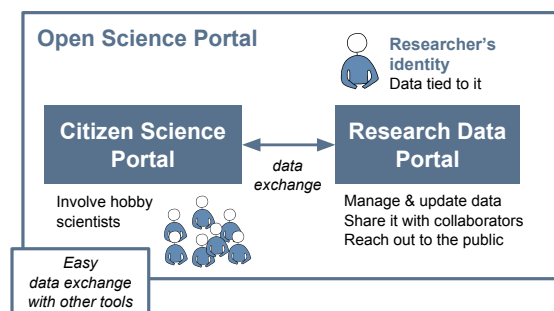 Open Science Portal
Researcher's
identity
Data tied to it
Citizen Science
Portal
data
exchange
Research Data
Portal
Involve hobby
scientists
Manage & update data
Share it with collaborators
Reach out to the public
Easy
data exchange
with other tools